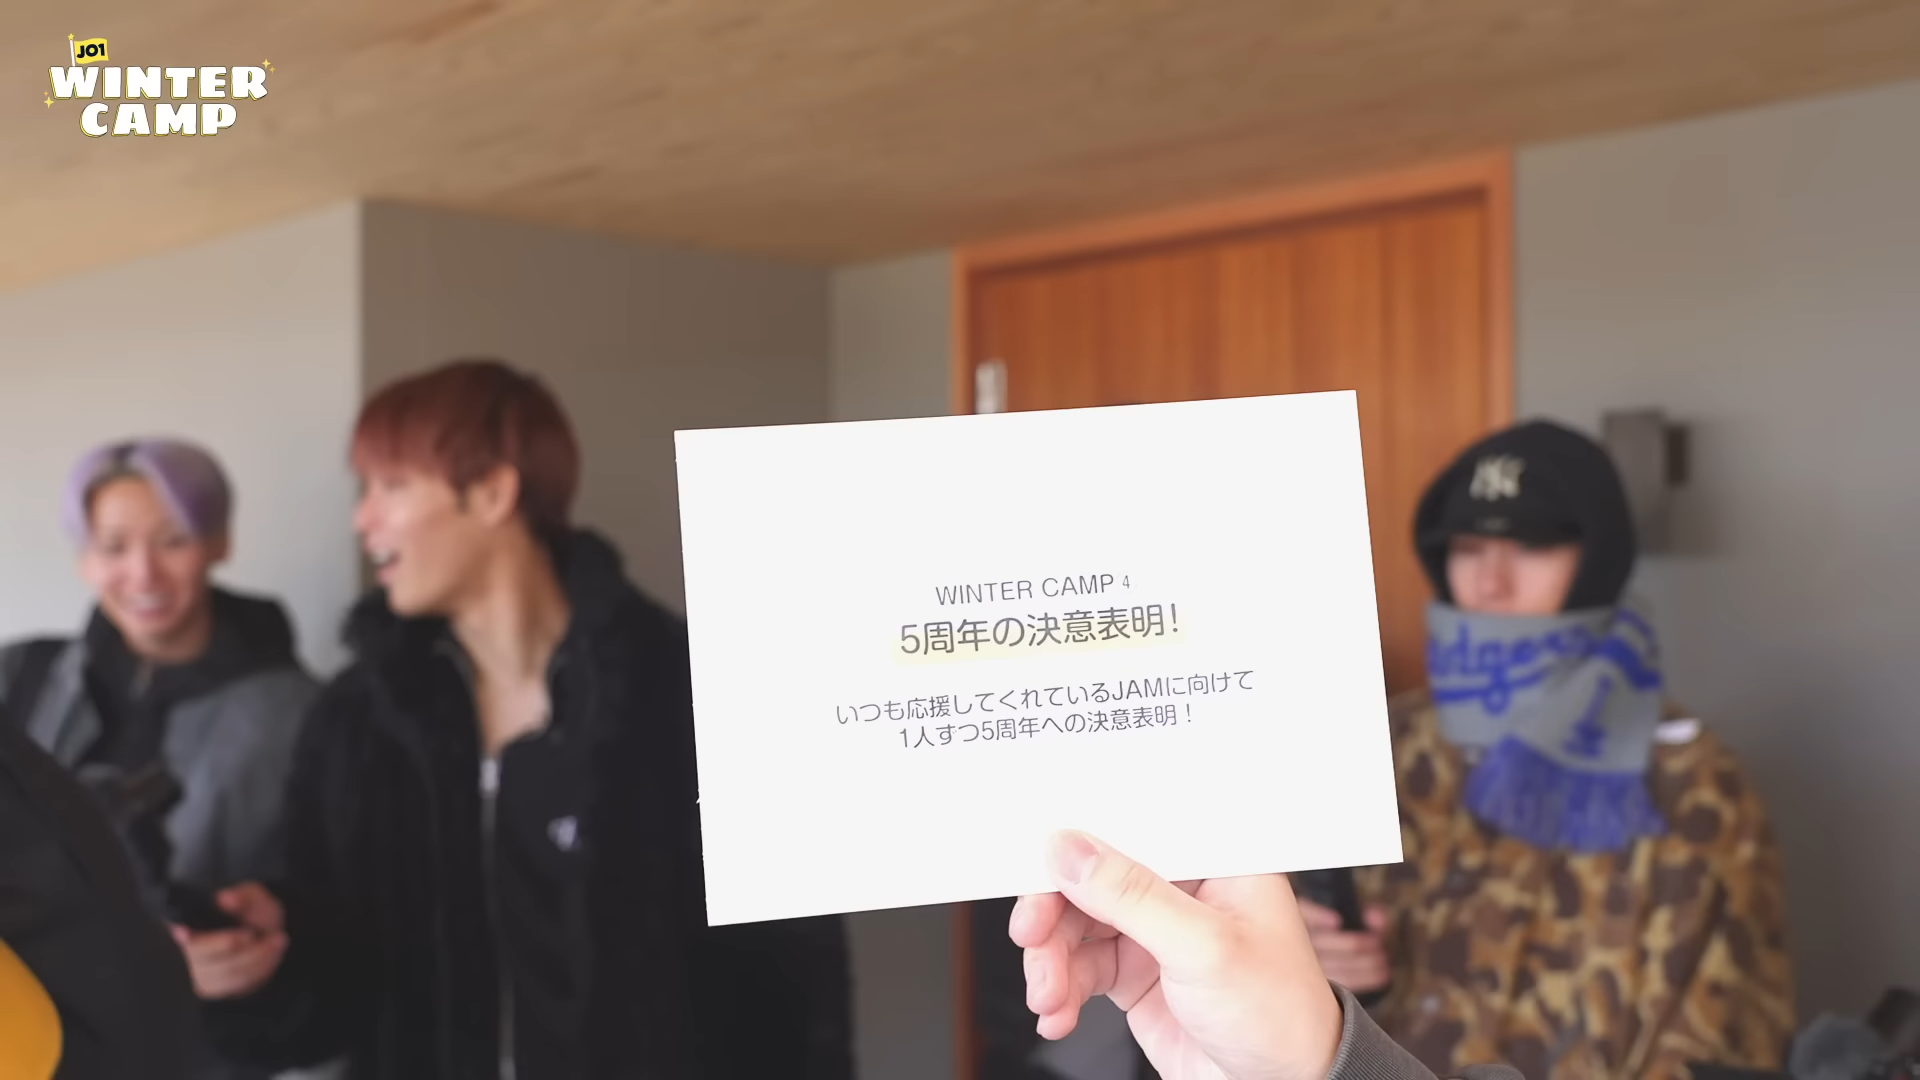 JO1
WINTER
CAMP
WINTER CAMP 4
5周年の決意表明!
いつも応援してくれているJAMに向けて
1人ずつ5周年への決意表明!
NY